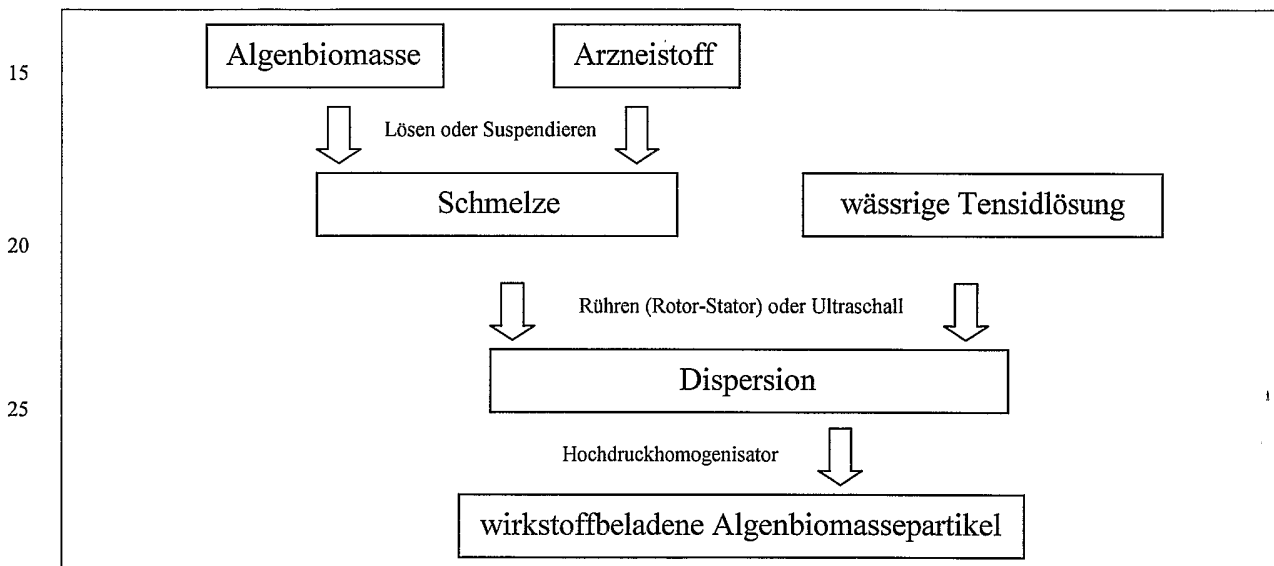 Algenbiomasse Arzneistoff
15
Lösen oder Suspendieren
Schmelze wässrige Tensidlösung
20
Rühren (Rotor-Stator) oder Ultraschall
Dispersion
25
Hochdruckhomogenisator
wirkstoffbeladene Algenbiomassepartikel